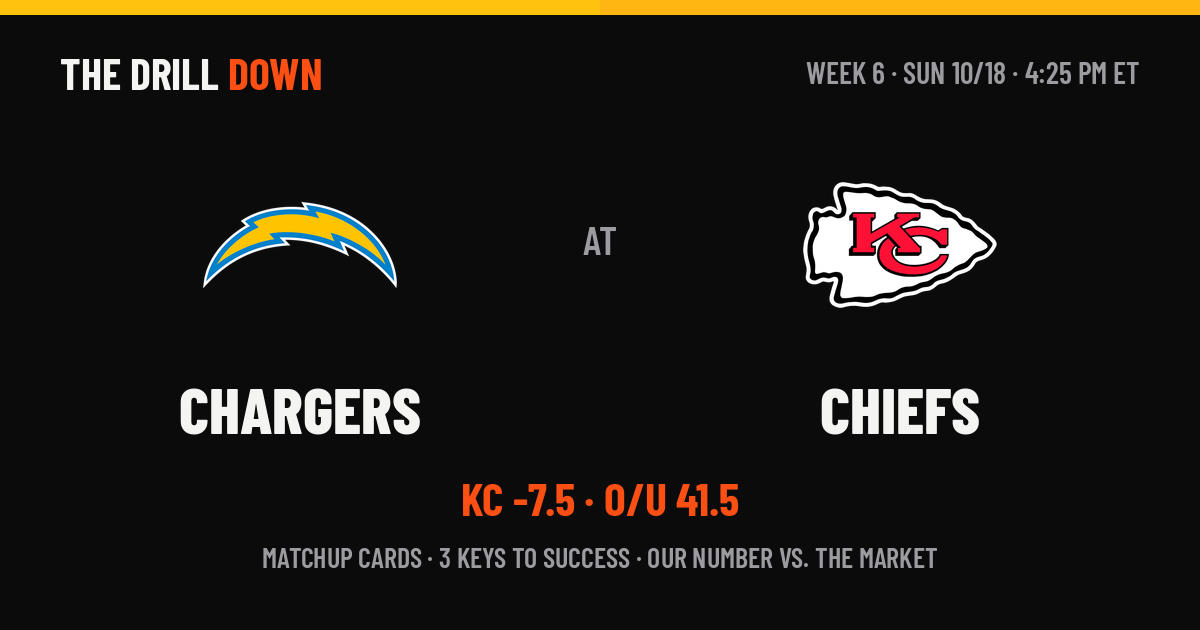 THE DRILL DOWN
WEEK 6 · SUN 10/18 · 4:25 PM ET
AT
KC
CHARGERS
CHIEFS
KC -7.5 · O/U 41.5
MATCHUP CARDS · 3 KEYS TO SUCCESS · OUR NUMBER VS. THE MARKET